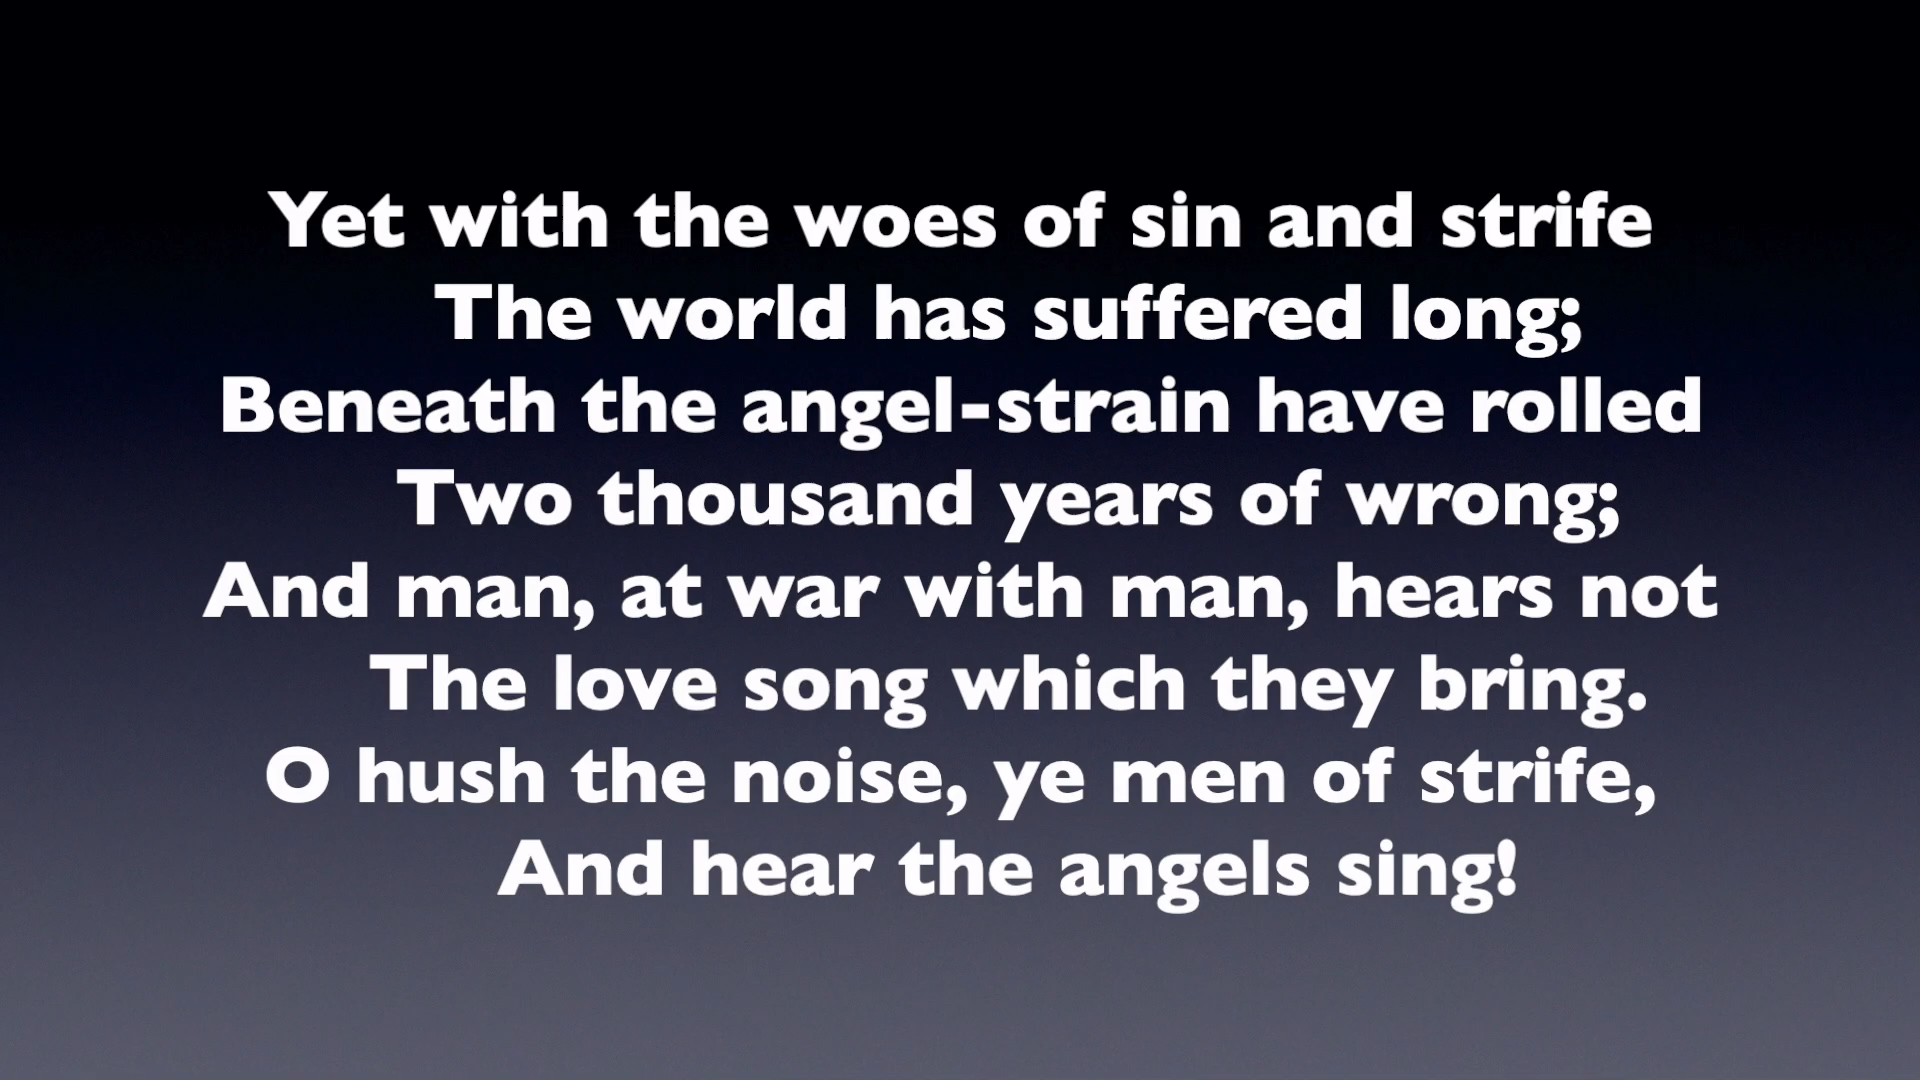 Yet with the woes of sin and strife
The world has suffered long;
Beneath the angel-strain have rolled
Two thousand years of wrong;
And man, at war with man, hears not
The love song which they bring.
O hush the noise, ye men of strife,
And hear the angels sing!